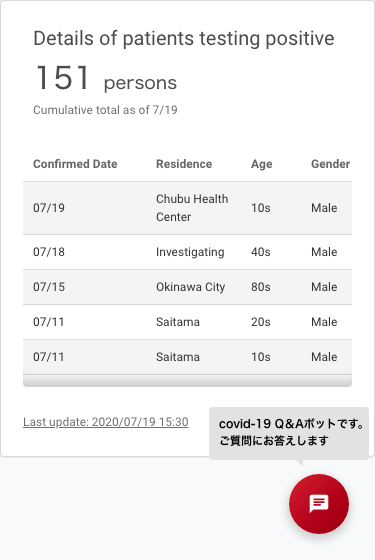 Details of patients testing positive
151 persons
Cumulative total as of 7/19
Confirmed Date Residence Age Gender
07/19 Chubu Health Center 10s Male
07/18 Investigating 40s Male
07/15 Okinawa City 80s Male
07/11 Saitama 20s Male
07/11 Saitama 10s Male
Last update: 2020/07/19 15:30
covid-19 Q&Aボットです。
ご質問にお答えします